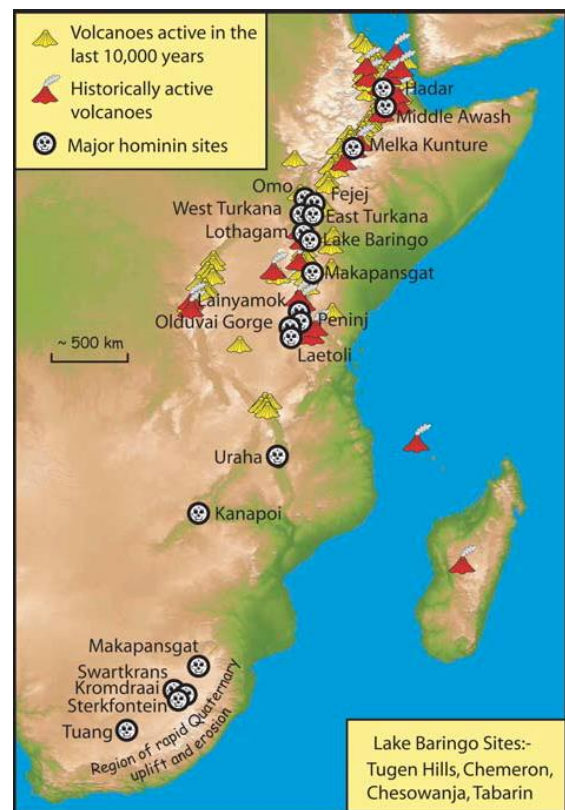 Volcanoes active in the
last 10,000 years
Historically active
volcanoes
Major hominin sites
Hadar
Middle Awash
Melka Kunture
Omo
Fejej
West Turkana
East Turkana
Lothagam
Lake Baringo
Makapansgat
Lainyamok
Olduvai Gorge
Peninj
Laetoli
~ 500 km
Uraha
Kanapoi
Makapansgat
Swartkrans
Kromdraai
Sterkfontein
Tuang
Region of rapid Quaternary
uplift and erosion
Lake Baringo Sites:-
Tugen Hills, Chemeron,
Chesowanja, Tabarin